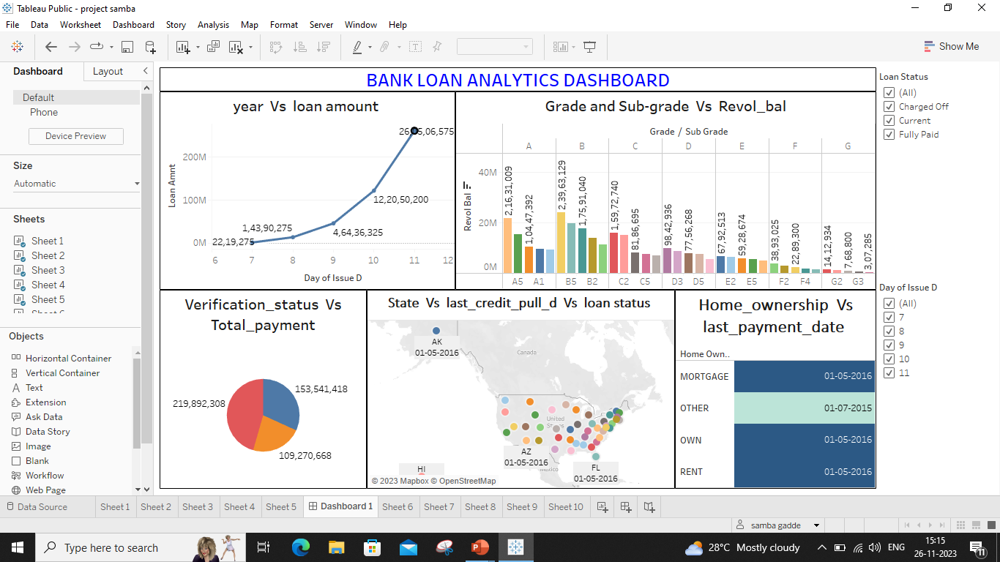 Tableau Public - project samba
File Data Worksheet Dashboard Story Analysis Map Format Server Window Help
Show Me
Dashboard Layout
Default
Phone
Device Preview
Size
Automatic
Sheets
Sheet 1
Sheet 2
Sheet 3
Sheet 4
Sheet 5
Objects
Horizontal Container
Vertical Container
Text
Extension
Ask Data
Data Story
Image
Blank
Workflow
Web Page
BANK LOAN ANALYTICS DASHBOARD
year Vs loan amount
Loan Amnt
200M
100M
0M
22,19,275
1,43,90,275
4,64,36,325
12,20,50,200
6 7 8 9 10 11 12
Day of Issue D
Grade and Sub-grade Vs Revol_bal
Grade / Sub Grade
A B C D E F G
Revol Bal
40M
20M
0M
2,16,31,009
1,04,47,392
2,39,63,129
1,75,91,040
1,59,72,740
81,86,695
98,42,936
77,56,268
67,92,513
59,28,674
38,93,025
22,89,300
14,12,934
7,68,800
3,07,285
A5 A1 B5 B2 C2 C5 D3 D5 E2 E5 F2 F4 G2 G3
Verification_status Vs
Total_payment
153,541,418
219,892,308
109,270,668
State Vs last_credit_pull_d Vs loan status
AK
01-05-2016
Canada
United
AZ
01-05-2016
FL
01-05-2016
HI
© 2023 Mapbox © OpenStreetMap
Home_ownership Vs
last_payment_date
Home Own..
MORTGAGE 01-05-2016
OTHER 01-07-2015
OWN 01-05-2016
RENT 01-05-2016
Loan Status
(All)
Charged Off
Current
Fully Paid
Day of Issue D
(All)
7
8
9
10
11
Data Source Sheet 1 Sheet 2 Sheet 3 Sheet 4 Sheet 5 Dashboard 1 Sheet 6 Sheet 7 Sheet 8 Sheet 9 Sheet 10
samba gadde
Type here to search
28°C Mostly cloudy
ENG
15:15
26-11-2023
11